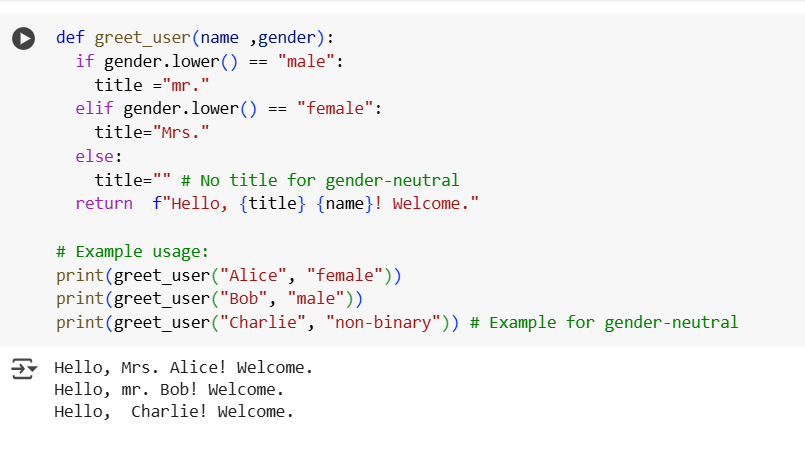 def greet_user(name ,gender):
  if gender.lower() == "male":
    title ="mr."
  elif gender.lower() == "female":
    title="Mrs."
  else:
    title="" # No title for gender-neutral
  return  f"Hello, {title} {name}! Welcome."

# Example usage:
print(greet_user("Alice", "female"))
print(greet_user("Bob", "male"))
print(greet_user("Charlie", "non-binary")) # Example for gender-neutral
Hello, Mrs. Alice! Welcome.
Hello, mr. Bob! Welcome.
Hello,  Charlie! Welcome.